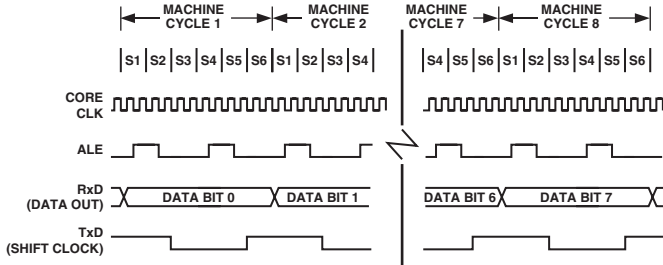 MACHINE CYCLE 1
MACHINE CYCLE 2
MACHINE CYCLE 7
MACHINE CYCLE 8
S1 S2 S3 S4 S5 S6 S1 S2 S3 S4 S4 S5 S6 S1 S2 S3 S4 S5 S6
CORE CLK
ALE
RxD (DATA OUT)
DATA BIT 0 DATA BIT 1 DATA BIT 6 DATA BIT 7
TxD (SHIFT CLOCK)